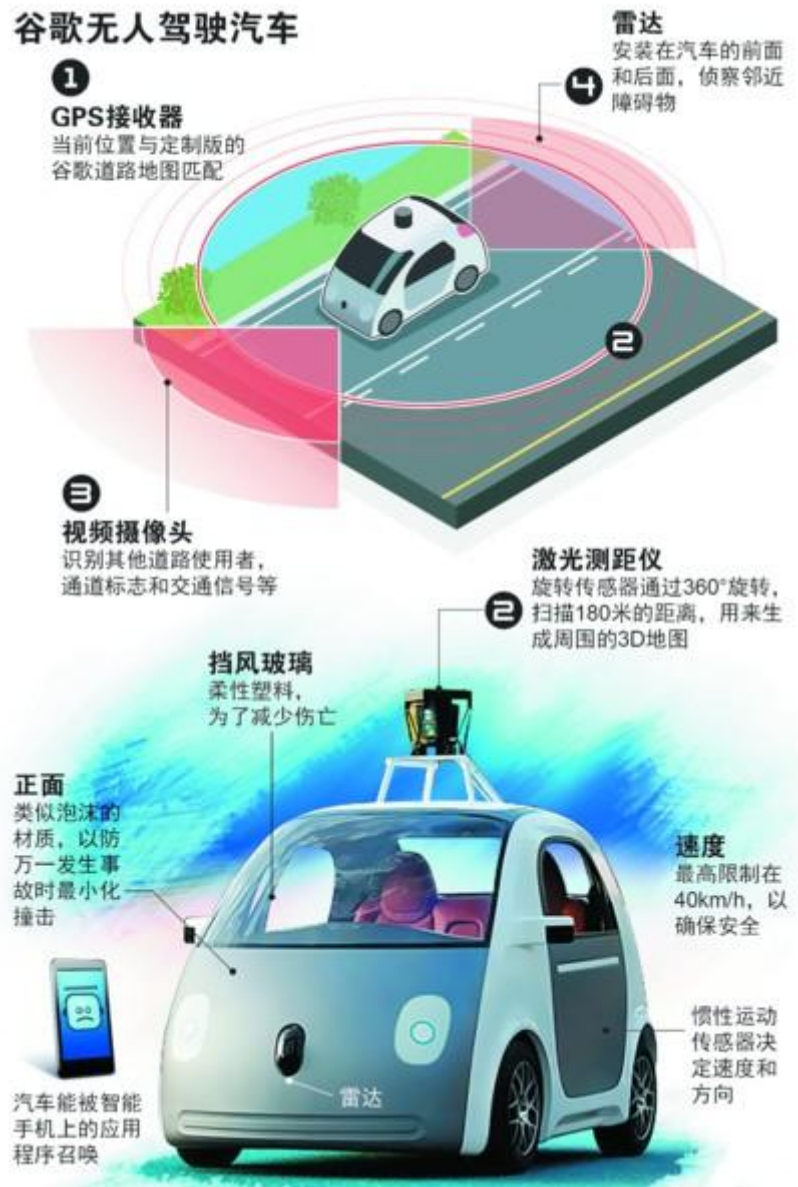 谷歌无人驾驶汽车
1
GPS接收器
当前位置与定制版的
谷歌道路地图匹配
雷达
安装在汽车的前面
和后面，侦察邻近
障碍物
4
2
3
视频摄像头
识别其他道路使用者，
通道标志和交通信号等
激光测距仪
旋转传感器通过360°旋转，
扫描180米的距离，用来生
成周围的3D地图
2
挡风玻璃
柔性塑料，
为了减少伤亡
正面
类似泡沫的
材质，以防
万一发生事
故时最小化
撞击
速度
最高限制在
40km/h，以
确保安全
惯性运动
传感器决
定速度和
方向
雷达
汽车能被智能
手机上的应用
程序召唤